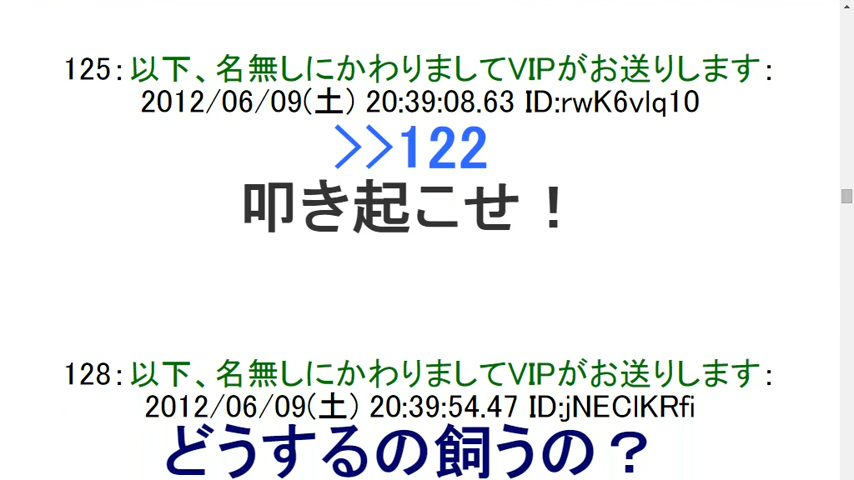 125：以下、名無しにかわりましてVIPがお送りします：
2012/06/09(土) 20:39:08.63 ID:rwK6vlq10
>>122
叩き起こせ！
128：以下、名無しにかわりましてVIPがお送りします：
2012/06/09(土) 20:39:54.47 ID:jNEClKRfi
どうするの飼うの？